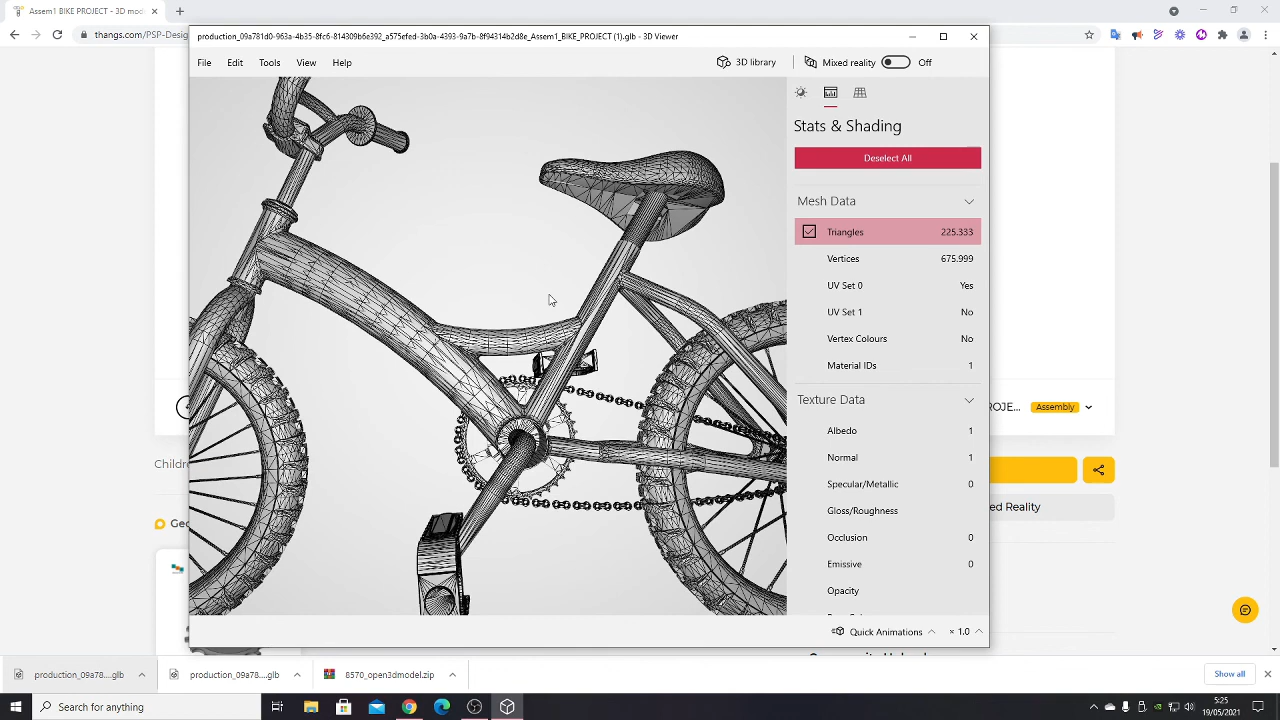 Assem1 BIKE PROJECT - 3D mode
thangs.com/PSP-Desig
production_09a781d0-963a-4b35-8fc6-814309b6e392_a575efed-3b0a-4393-9a7b-8f94314b2d8e_Assem1_BIKE_PROJECT (1).glb - 3D Viewer
File Edit Tools View Help 3D library Mixed reality Off
Stats & Shading
Deselect All
Mesh Data
Triangles 225.333
Vertices 675.999
UV Set 0 Yes
UV Set 1 No
Vertex Colours No
Material IDs 1
Texture Data
Albedo 1
Normal 1
Specular/Metallic 0
Gloss/Roughness
Occlusion 0
Emissive 0
Opacity
Quick Animations × 1.0
ROJE... Assembly
Childre
ed Reality
Geo
production_09a78....glb
production_09a78....glb
8570_open3dmodel.zip
Show all
Search for anything
5:25
19/05/2021